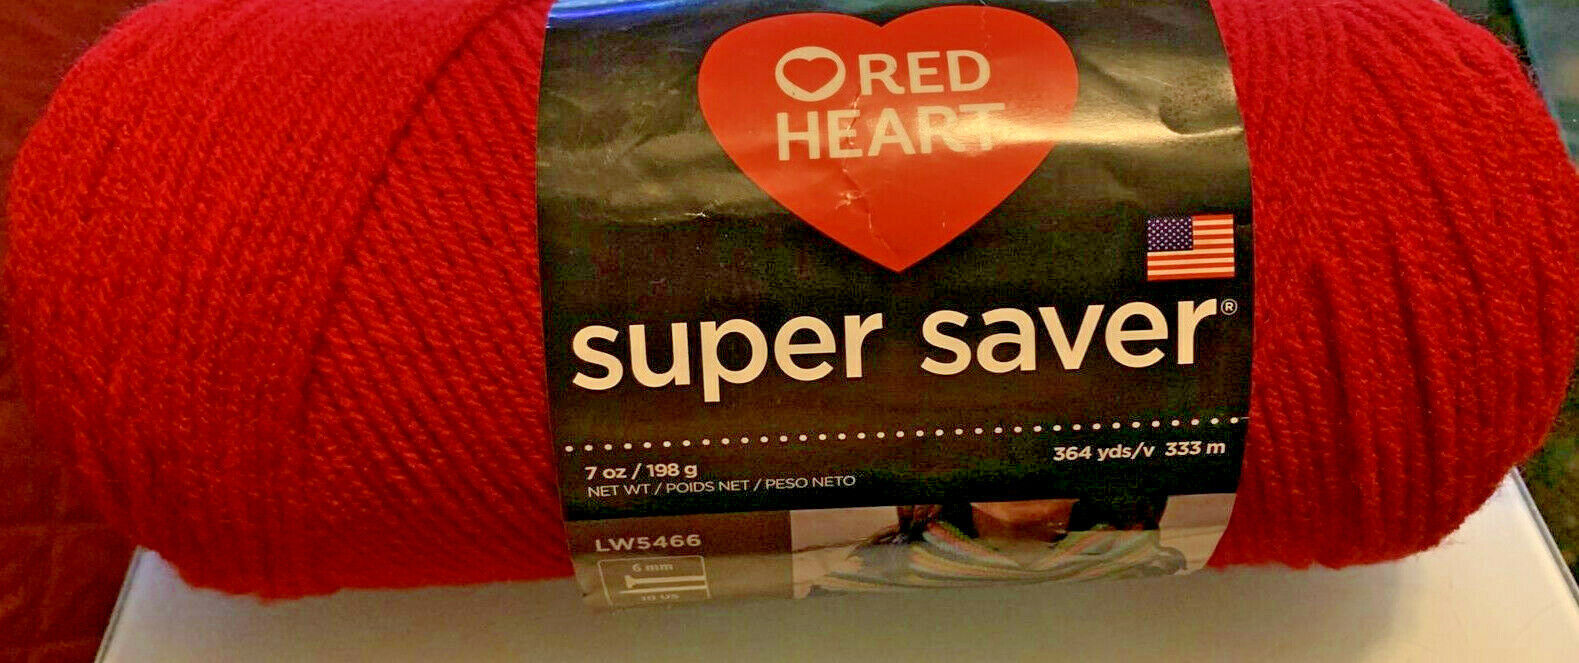 RED
HEART
super saver®
7 oz / 198 g
364 yds/v 333 m
NET WT / POIDS NET / PESO NETO
LW5466
6 mm
10 US